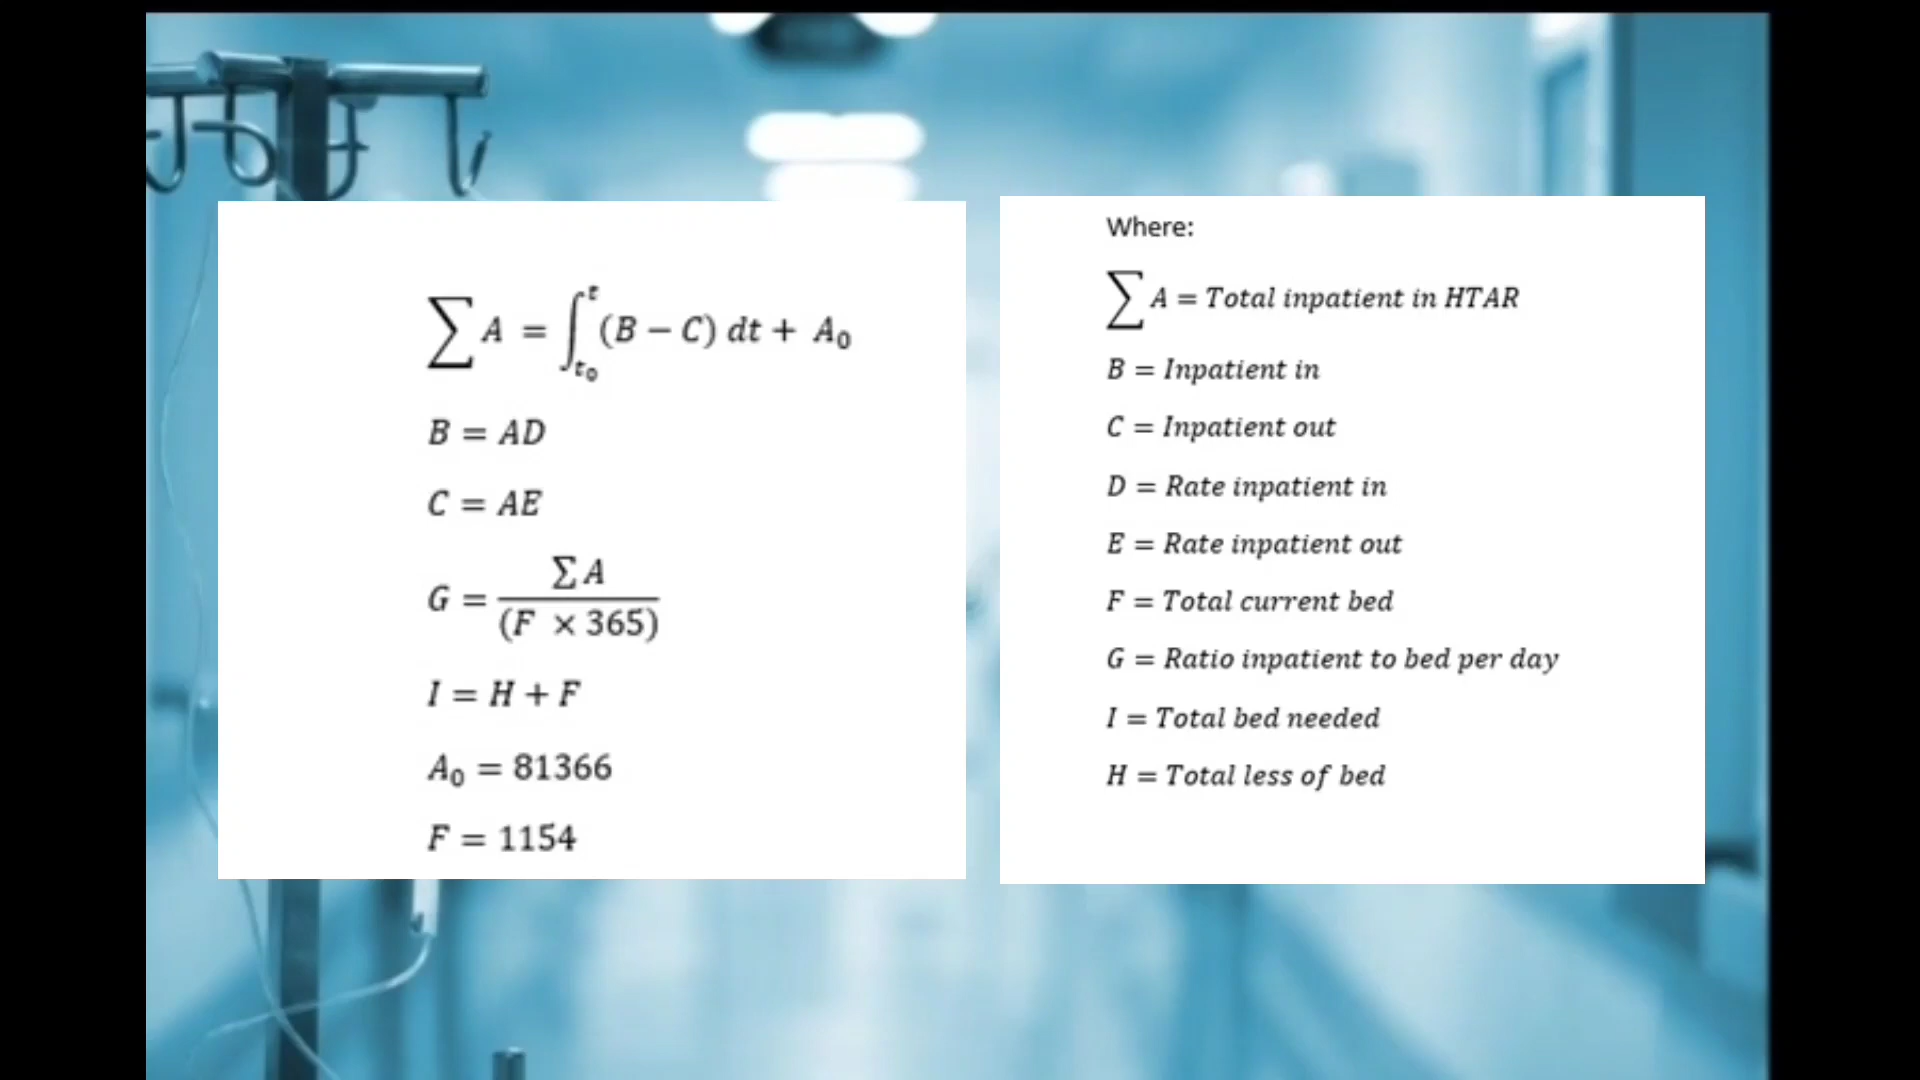 ∑ A = ∫ₜ₀ᵗ (B − C) dt + A₀
B = AD
C = AE
G = ∑ A / (F × 365)
I = H + F
A₀ = 81366
F = 1154
Where:
∑ A = Total inpatient in HTAR
B = Inpatient in
C = Inpatient out
D = Rate inpatient in
E = Rate inpatient out
F = Total current bed
G = Ratio inpatient to bed per day
I = Total bed needed
H = Total less of bed